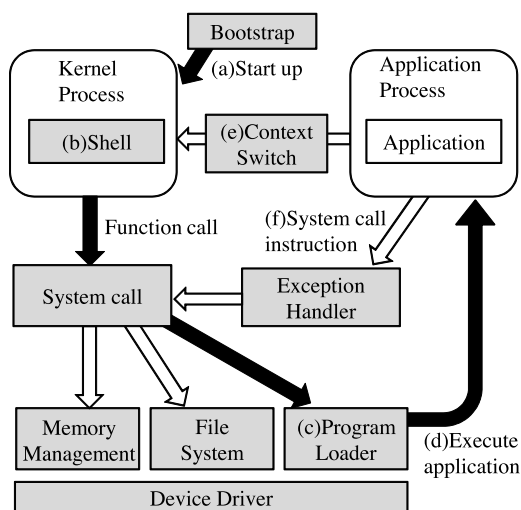 Bootstrap
Kernel
Process
(a)Start up
Application
Process
(b)Shell
(e)Context
Switch
Application
Function call
(f)System call
instruction
System call
Exception
Handler
Memory
Management
File
System
(c)Program
Loader
(d)Execute
application
Device Driver